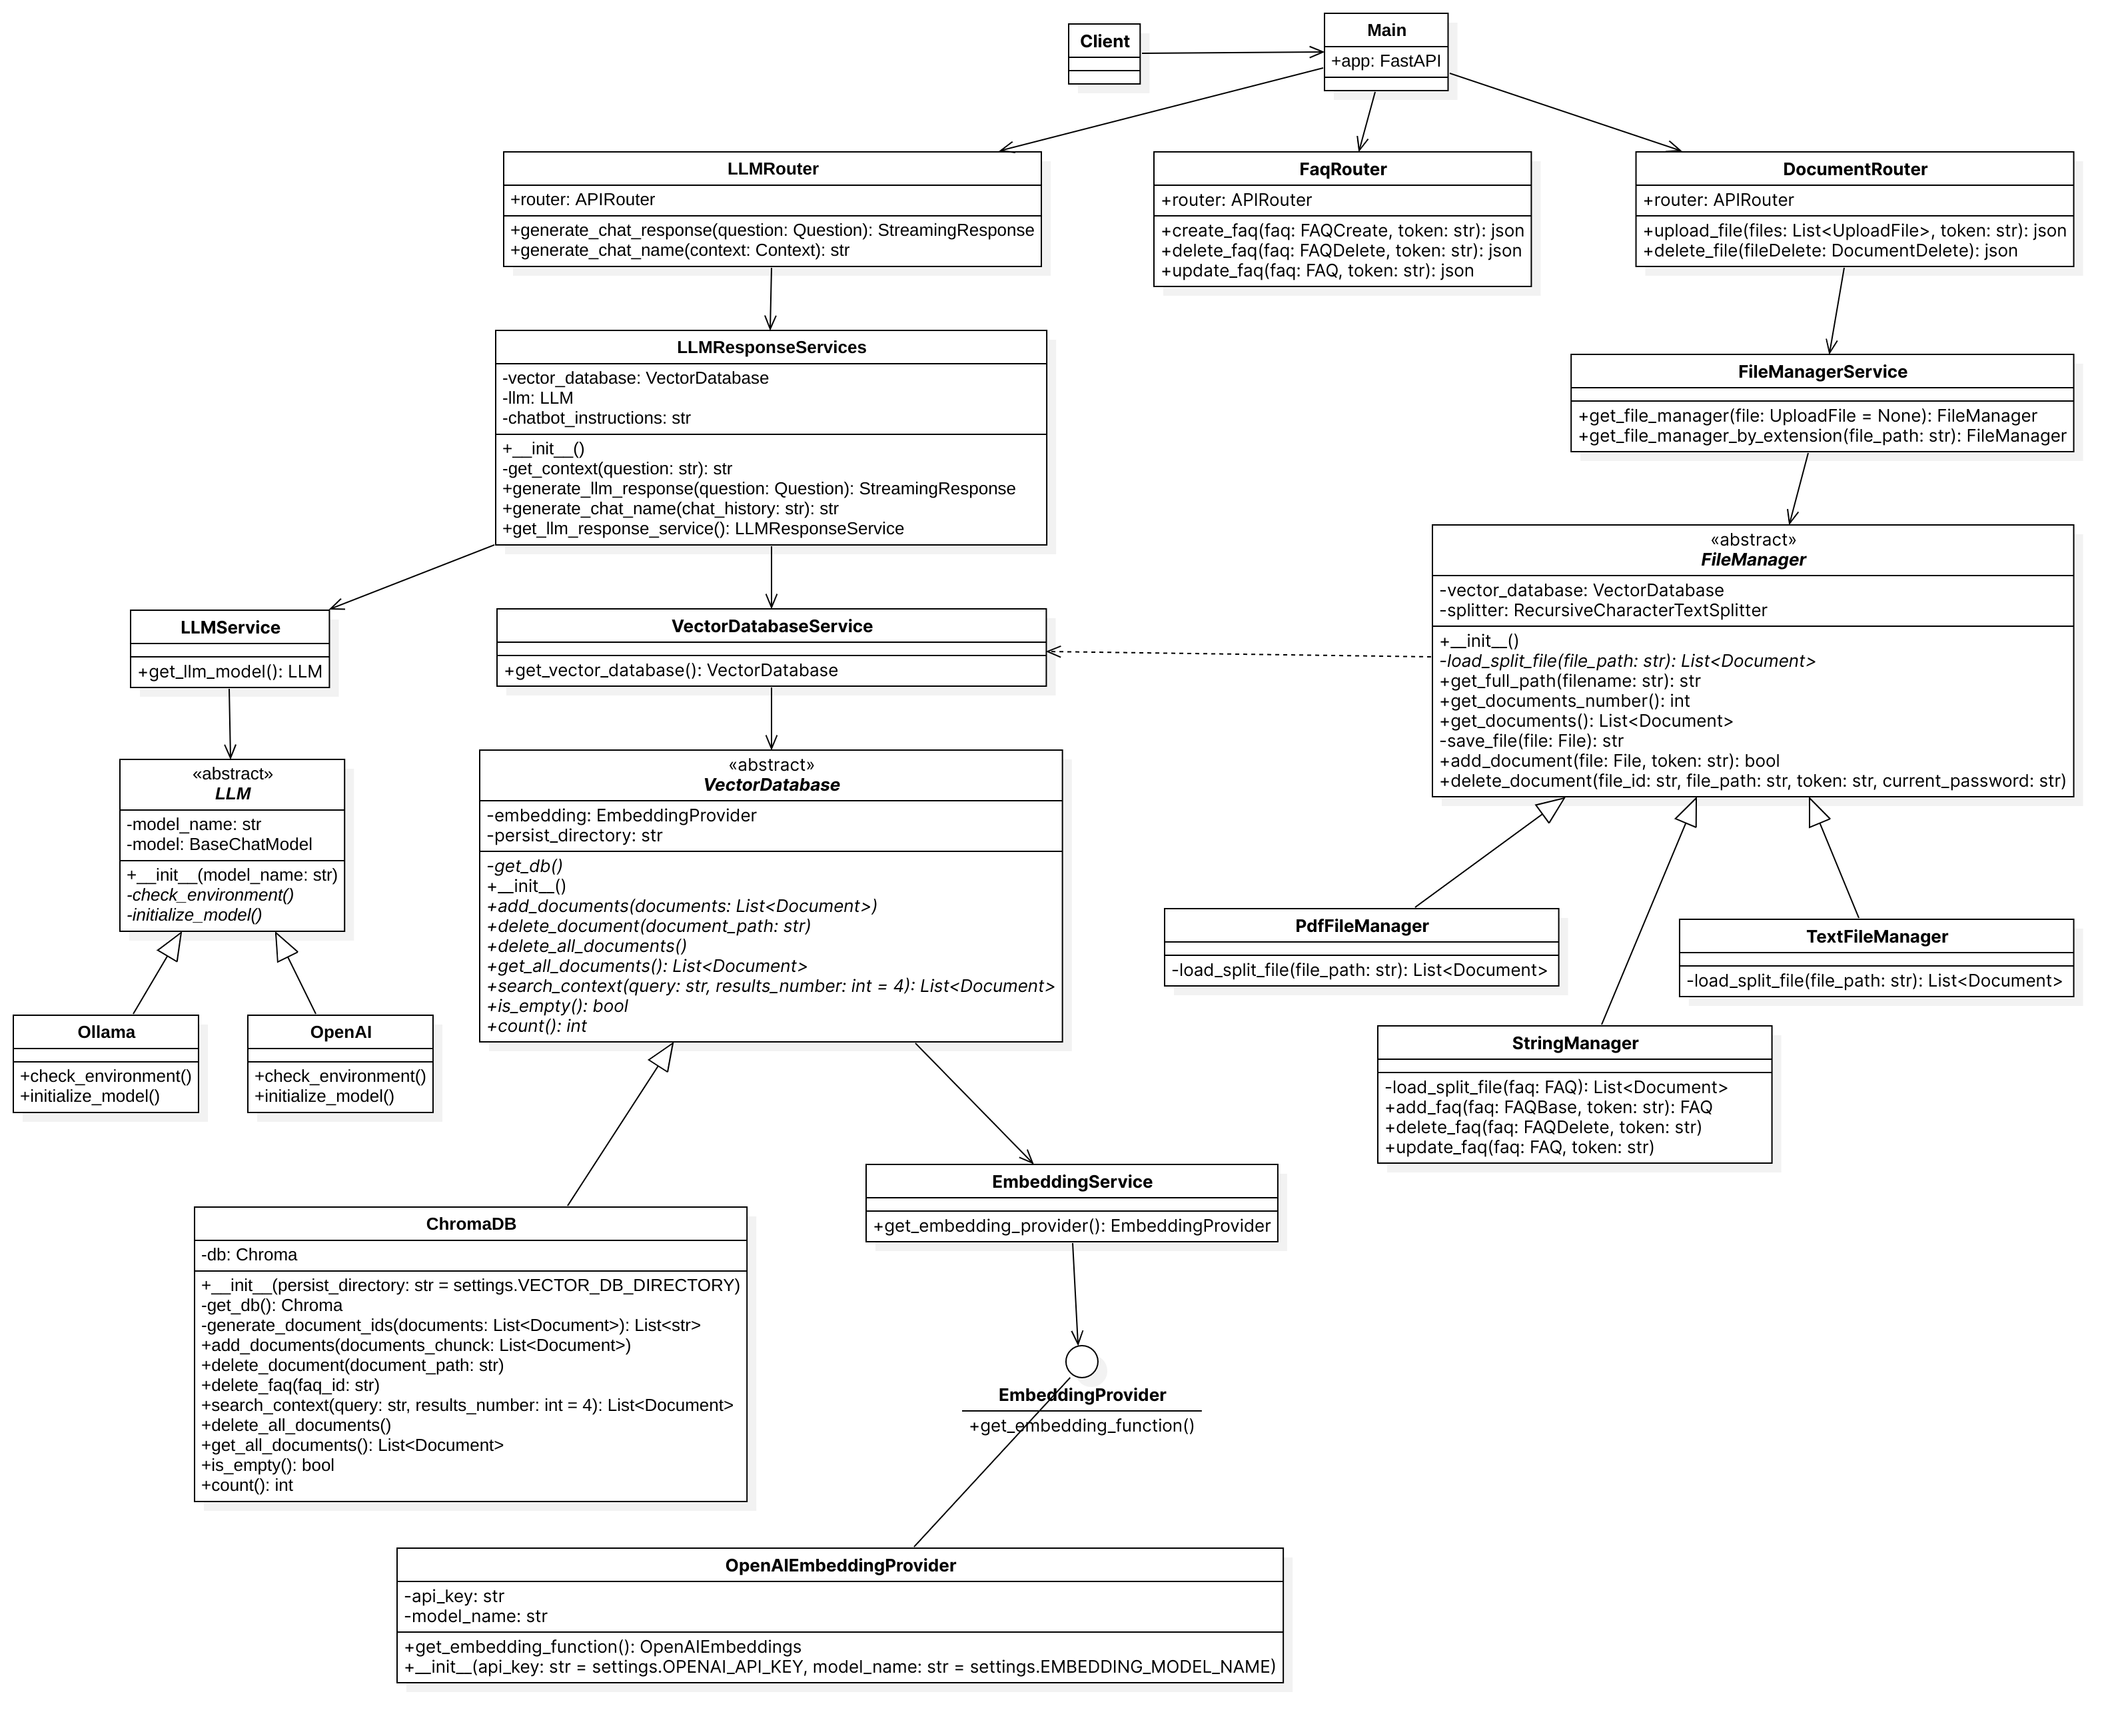 Client
Main
+app: FastAPI
LLMRouter
+router: APIRouter
+generate_chat_response(question: Question): StreamingResponse
+generate_chat_name(context: Context): str
FaqRouter
+router: APIRouter
+create_faq(faq: FAQCreate, token: str): json
+delete_faq(faq: FAQDelete, token: str): json
+update_faq(faq: FAQ, token: str): json
DocumentRouter
+router: APIRouter
+upload_file(files: List<UploadFile>, token: str): json
+delete_file(fileDelete: DocumentDelete): json
LLMResponseServices
-vector_database: VectorDatabase
-llm: LLM
-chatbot_instructions: str
+__init__()
-get_context(question: str): str
+generate_llm_response(question: Question): StreamingResponse
+generate_chat_name(chat_history: str): str
+get_llm_response_service(): LLMResponseService
FileManagerService
+get_file_manager(file: UploadFile = None): FileManager
+get_file_manager_by_extension(file_path: str): FileManager
LLMService
+get_llm_model(): LLM
VectorDatabaseService
+get_vector_database(): VectorDatabase
«abstract»
FileManager
-vector_database: VectorDatabase
-splitter: RecursiveCharacterTextSplitter
+__init__()
-load_split_file(file_path: str): List<Document>
+get_full_path(filename: str): str
+get_documents_number(): int
+get_documents(): List<Document>
-save_file(file: File): str
+add_document(file: File, token: str): bool
+delete_document(file_id: str, file_path: str, token: str, current_password: str)
«abstract»
LLM
-model_name: str
-model: BaseChatModel
+__init__(model_name: str)
-check_environment()
-initialize_model()
«abstract»
VectorDatabase
-embedding: EmbeddingProvider
-persist_directory: str
-get_db()
+__init__()
+add_documents(documents: List<Document>)
+delete_document(document_path: str)
+delete_all_documents()
+get_all_documents(): List<Document>
+search_context(query: str, results_number: int = 4): List<Document>
+is_empty(): bool
+count(): int
PdfFileManager
-load_split_file(file_path: str): List<Document>
TextFileManager
-load_split_file(file_path: str): List<Document>
Ollama
+check_environment()
+initialize_model()
OpenAI
+check_environment()
+initialize_model()
StringManager
-load_split_file(faq: FAQ): List<Document>
+add_faq(faq: FAQBase, token: str): FAQ
+delete_faq(faq: FAQDelete, token: str)
+update_faq(faq: FAQ, token: str)
EmbeddingService
+get_embedding_provider(): EmbeddingProvider
ChromaDB
-db: Chroma
+__init__(persist_directory: str = settings.VECTOR_DB_DIRECTORY)
-get_db(): Chroma
-generate_document_ids(documents: List<Document>): List<str>
+add_documents(documents_chunck: List<Document>)
+delete_document(document_path: str)
+delete_faq(faq_id: str)
+search_context(query: str, results_number: int = 4): List<Document>
+delete_all_documents()
+get_all_documents(): List<Document>
+is_empty(): bool
+count(): int
EmbeddingProvider
+get_embedding_function()
OpenAIEmbeddingProvider
-api_key: str
-model_name: str
+get_embedding_function(): OpenAIEmbeddings
+__init__(api_key: str = settings.OPENAI_API_KEY, model_name: str = settings.EMBEDDING_MODEL_NAME)